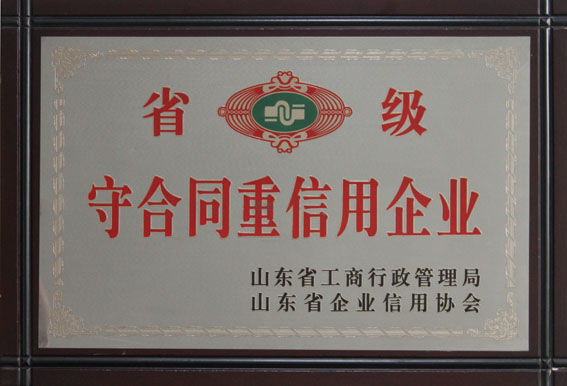 省 级
守合同重信用企业
山东省工商行政管理局
山东省企业信用协会